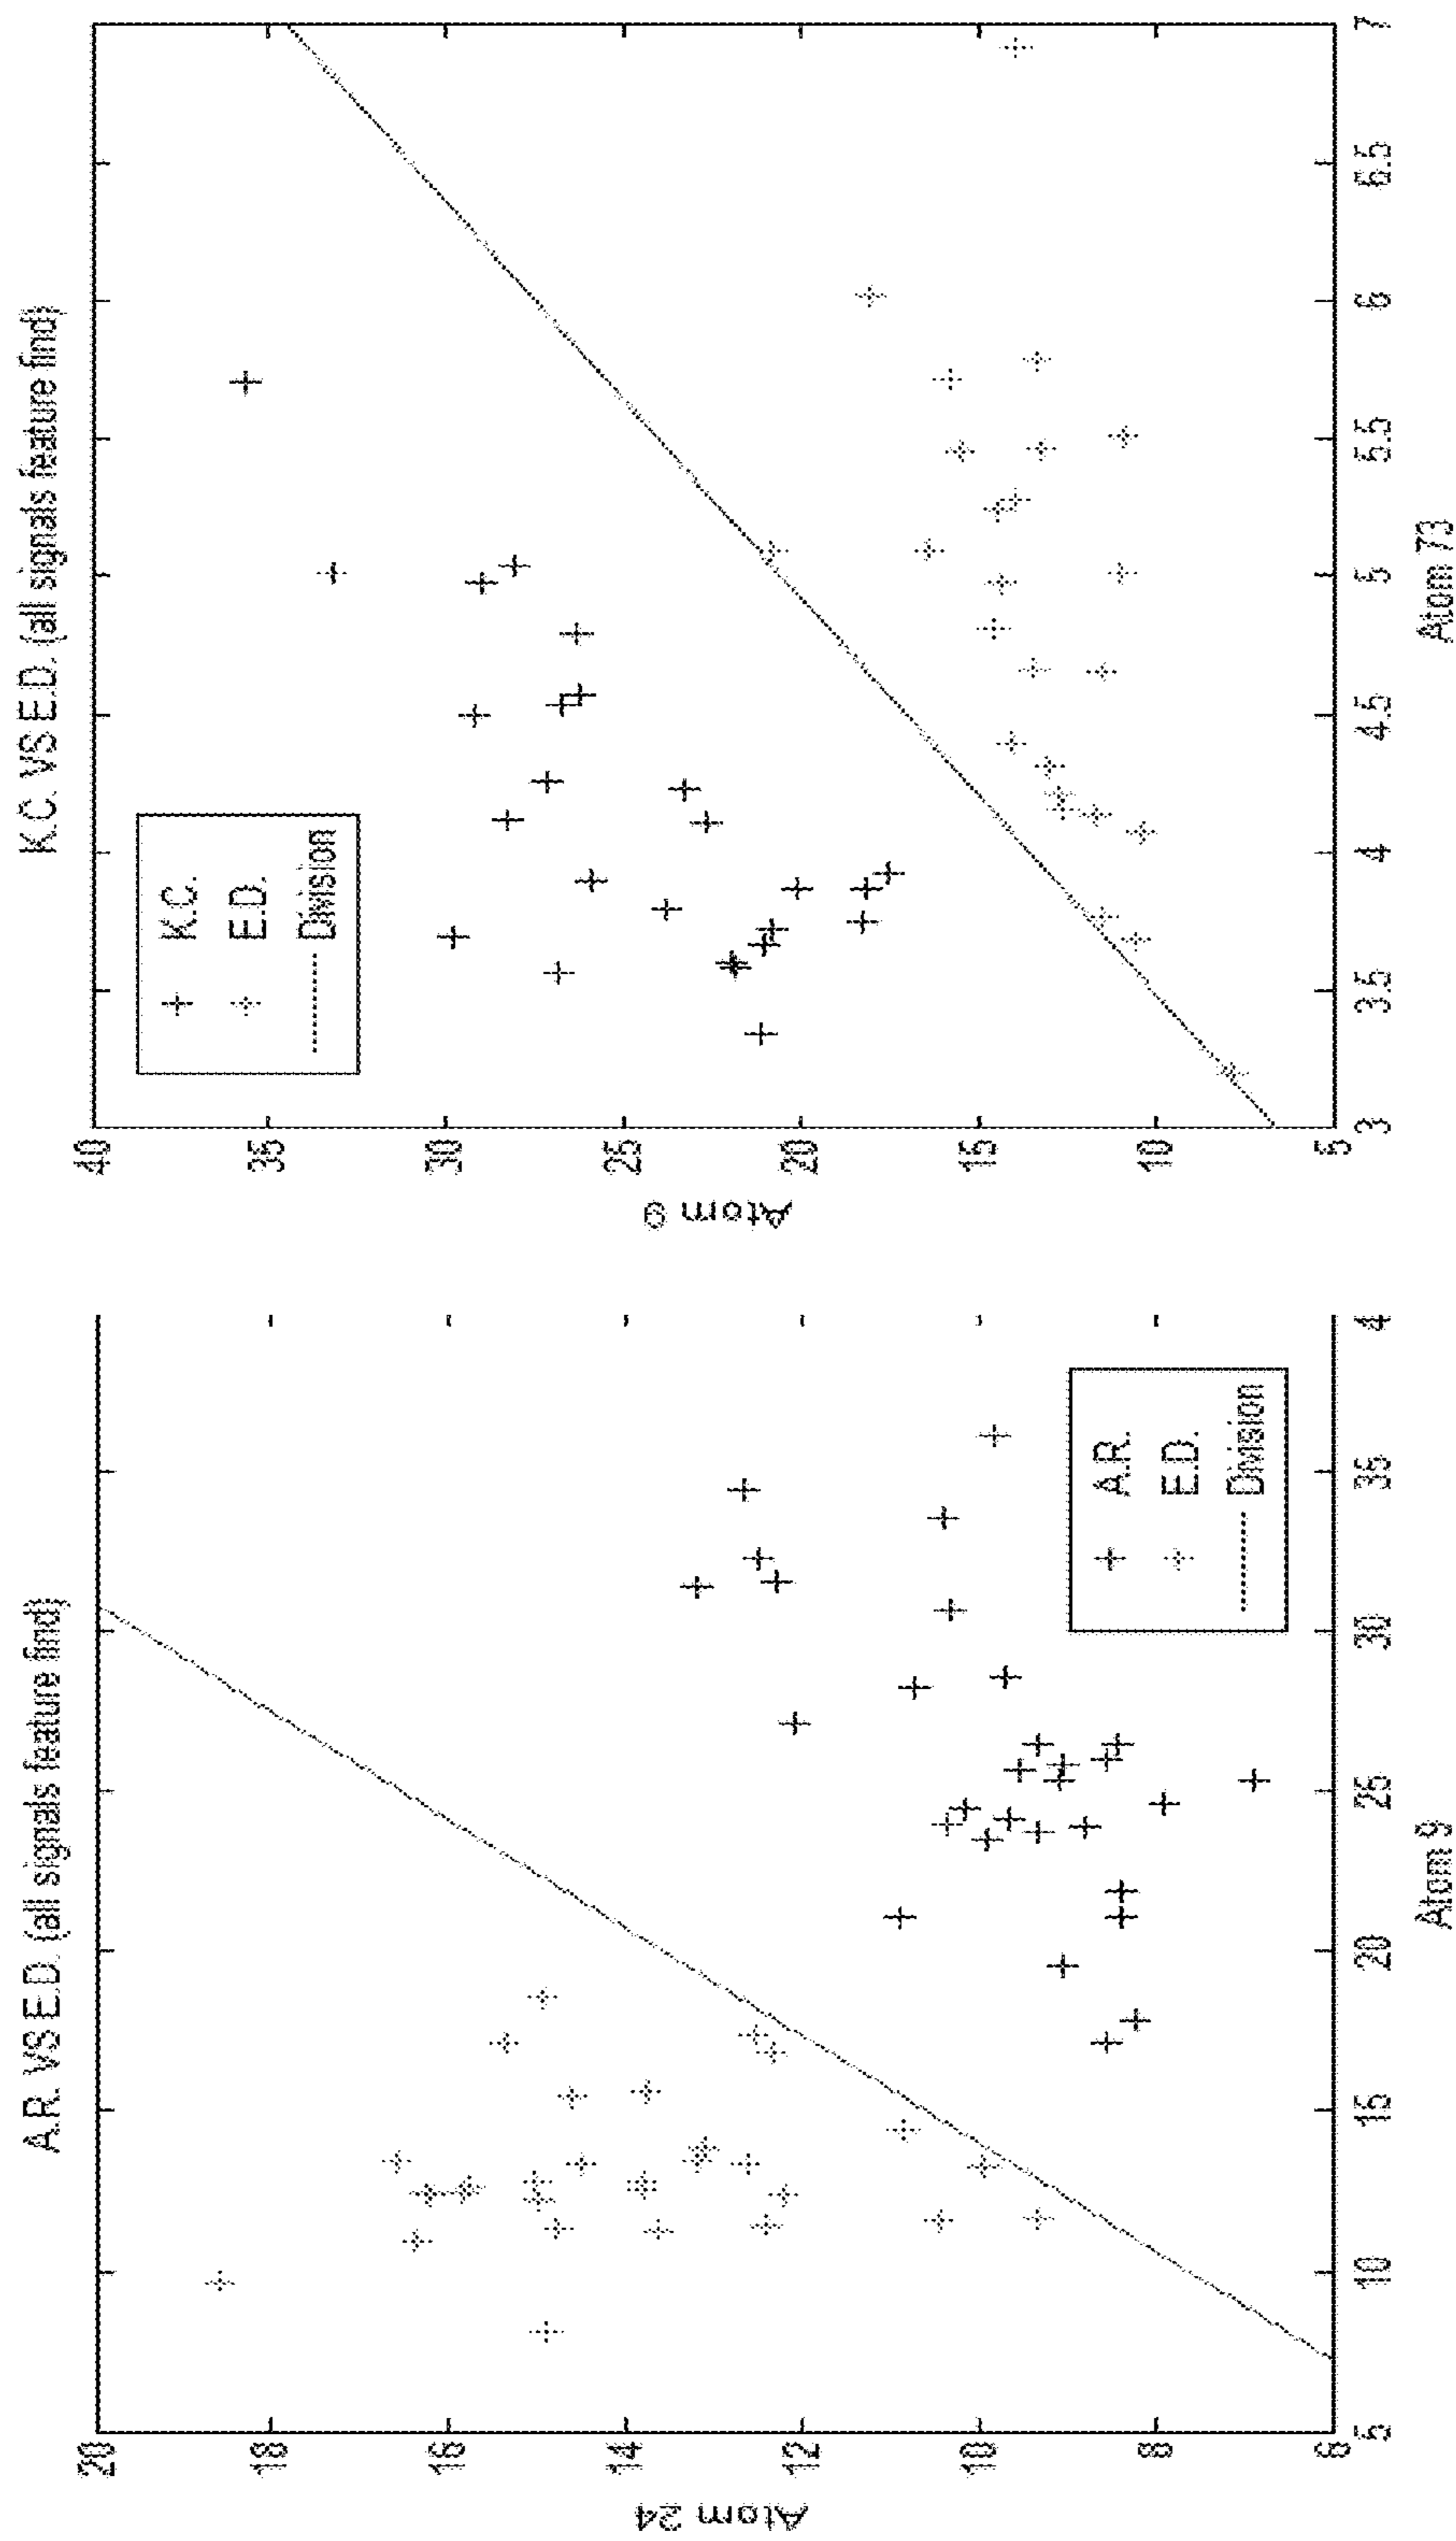 A.R. VS E.D. (all signals feature find)
Atom 24
20
18
16
14
12
10
8
6
5
10
15
20
25
30
35
4
Atom 9
A.R.
E.D.
Division
K.C. VS E.D. (all signals feature find)
Atom 9
40
35
30
25
20
15
10
5
3
3.5
4
4.5
5
5.5
6
6.5
7
Atom 73
K.C.
E.D.
Division